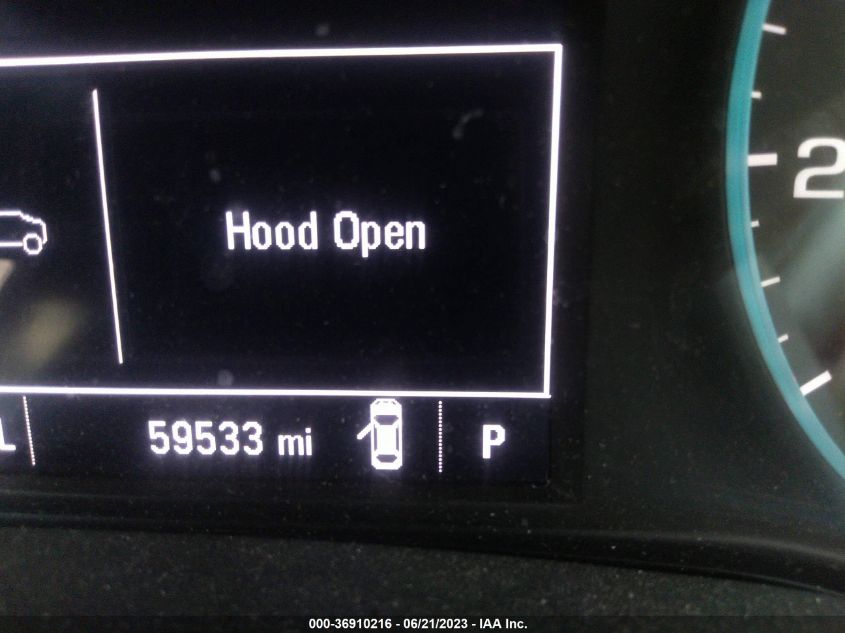 Hood Open
2
59533 mi
P
000-36910216 - 06/21/2023 - IAA Inc.